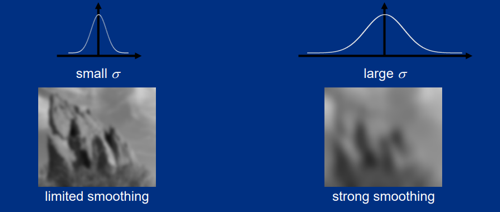 small σ
large σ
limited smoothing
strong smoothing